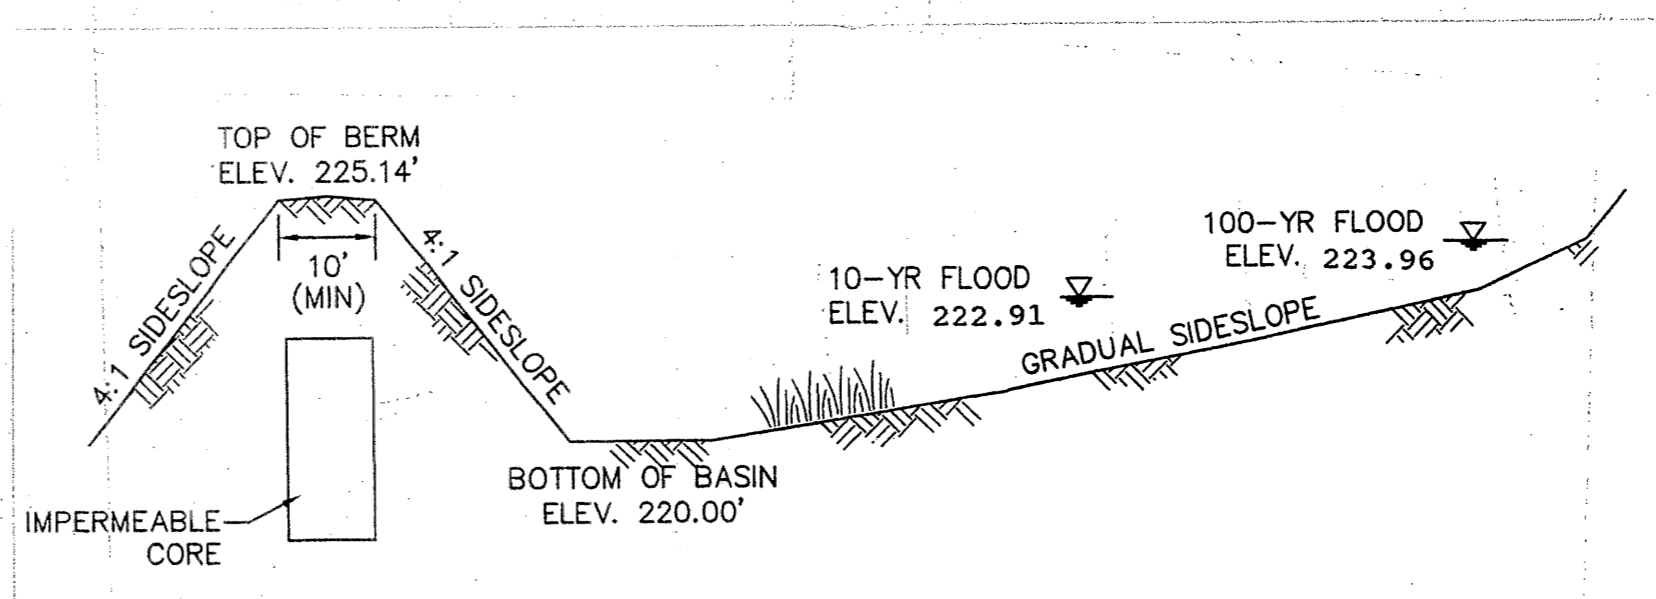 TOP OF BERM
ELEV. 225.14'
4:1 SIDESLOPE
10'
(MIN)
4:1 SIDESLOPE
IMPERMEABLE
CORE
BOTTOM OF BASIN
ELEV. 220.00'
10-YR FLOOD
ELEV. 222.91
GRADUAL SIDESLOPE
100-YR FLOOD
ELEV. 223.96